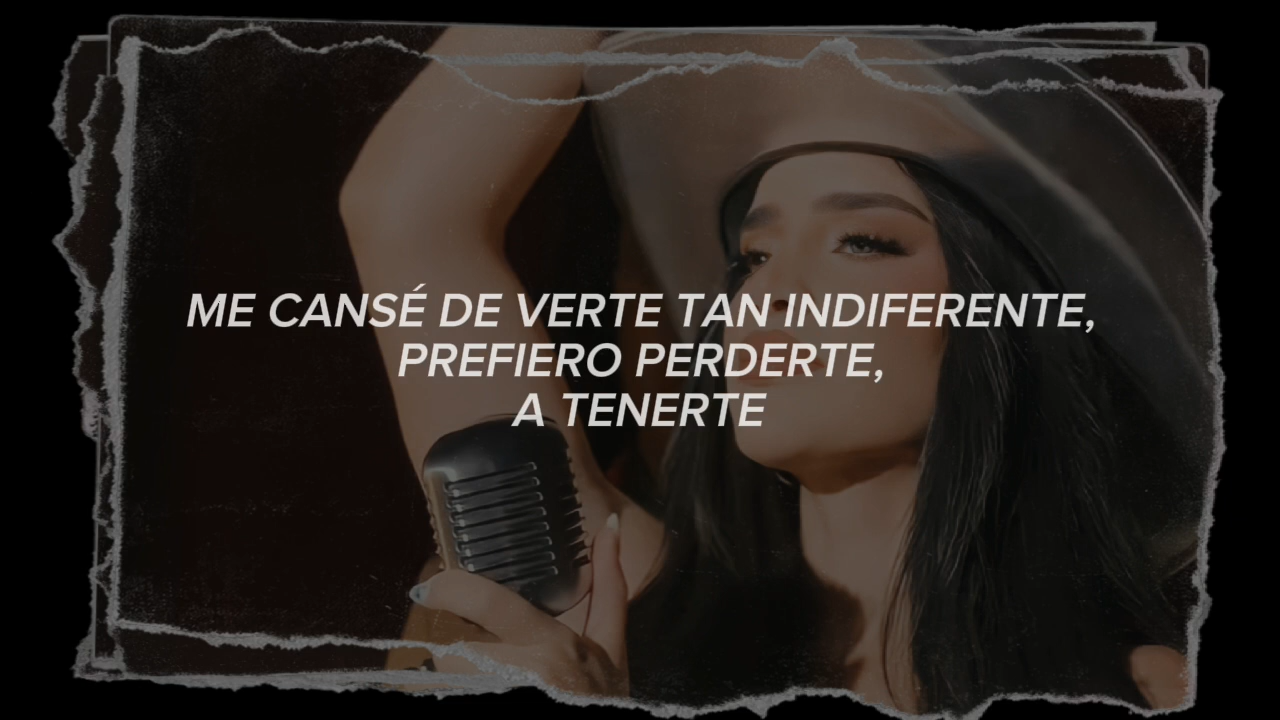 ME CANSÉ DE VERTE TAN INDIFERENTE,
PREFIERO PERDERTE,
A TENERTE